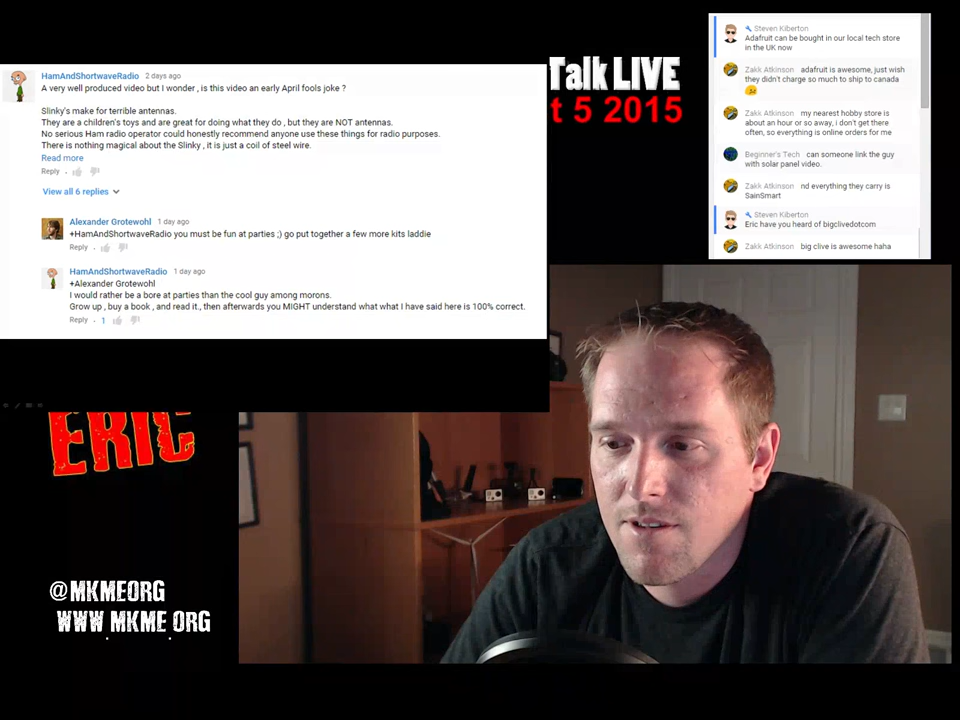 HamAndShortwaveRadio 2 days ago
A very well produced video but I wonder , is this video an early April fools joke ?
Slinky's make for terrible antennas.
They are a children's toys and are great for doing what they do , but they are NOT antennas.
No serious Ham radio operator could honestly recommend anyone use these things for radio purposes.
There is nothing magical about the Slinky , it is just a coil of steel wire.
Read more
Reply
View all 6 replies
Alexander Grotewohl 1 day ago
+HamAndShortwaveRadio you must be fun at parties ;) go put together a few more kits laddie
Reply
HamAndShortwaveRadio 1 day ago
+Alexander Grotewohl
I would rather be a bore at parties than the cool guy among morons.
Grow up , buy a book , and read it., then afterwards you MIGHT understand what what I have said here is 100% correct.
Reply · 1
Talk LIVE
t 5 2015
Steven Kiberton
Adafruit can be bought in our local tech store
in the UK now
Zakk Atkinson adafruit is awesome, just wish
they didn't charge so much to ship to canada
Zakk Atkinson my nearest hobby store is
about an hour or so away, i don't get there
often, so everything is online orders for me
Beginner's Tech can someone link the guy
with solar panel video.
Zakk Atkinson nd everything they carry is
SainSmart
Steven Kiberton
Eric have you heard of bigclivedotcom
Zakk Atkinson big clive is awesome haha
ERIC
@MKMEORG
WWW.MKME.ORG